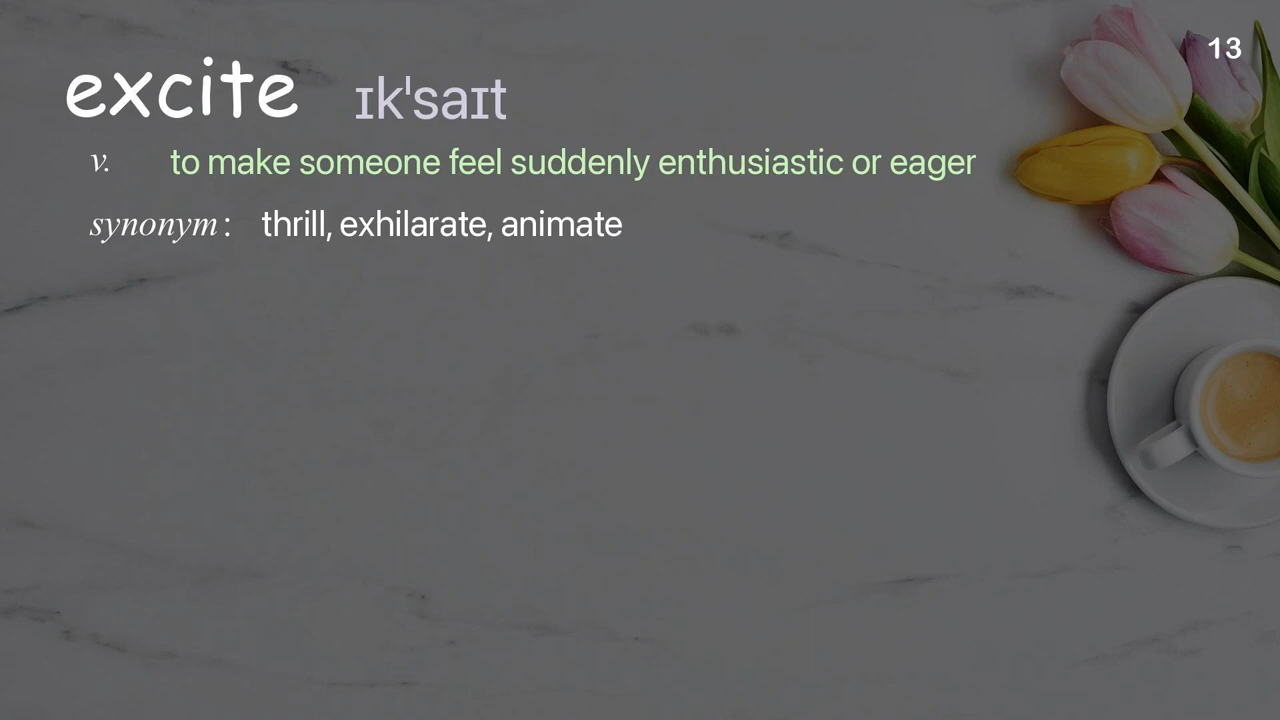 13
excite ɪkˈsaɪt
v. to make someone feel suddenly enthusiastic or eager
synonym : thrill, exhilarate, animate